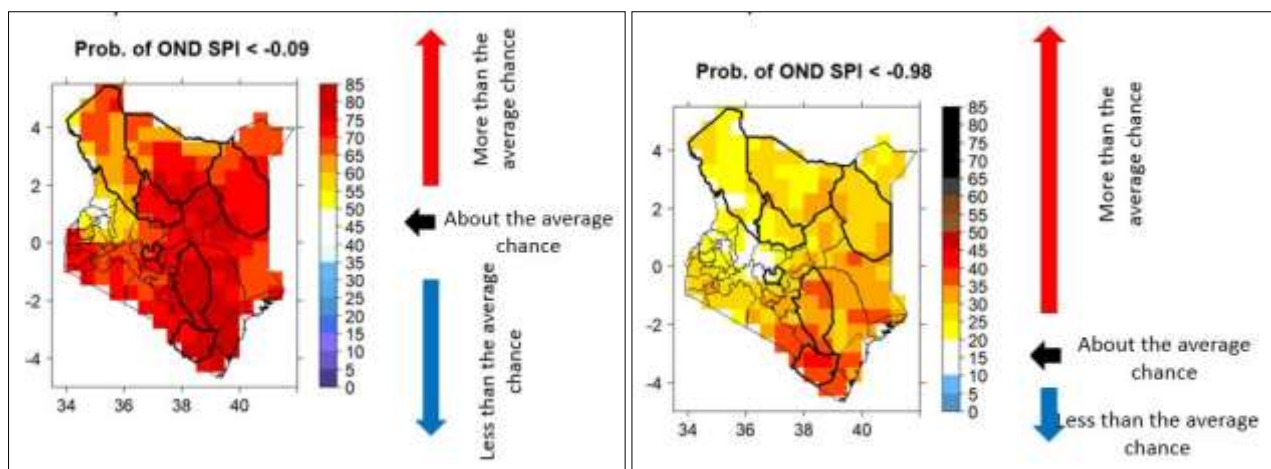 Prob. of OND SPI < -0.09
85
80
75
70
65
60
55
50
45
40
35
30
25
20
15
10
5
0
4
2
0
-2
-4
34 36 38 40
More than the
average chance
About the average
chance
Less than the average
chance
Prob. of OND SPI < -0.98
85
80
75
70
65
60
55
50
45
40
35
30
25
20
15
10
5
0
4
2
0
-2
-4
34 36 38 40
More than the
average chance
About the average
chance
Less than the average
chance